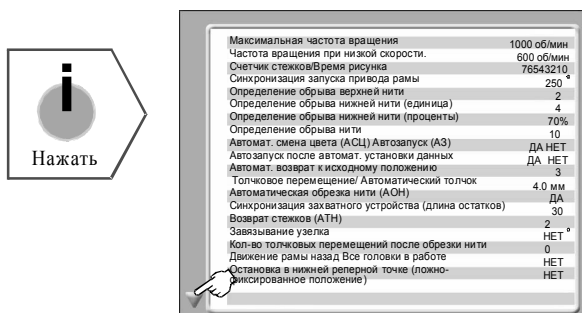 i
Нажать
Максимальная частота вращения 1000 об/мин
Частота вращения при низкой скорости. 600 об/мин
Счетчик стежков/Время рисунка 76543210
Синхронизация запуска привода рамы 250 °
Определение обрыва верхней нити 2
Определение обрыва нижней нити (единица) 4
Определение обрыва нижней нити (проценты) 70%
Определение обрыва нити 10
Автомат. смена цвета (АСЦ) Автозапуск (АЗ) ДА НЕТ
Автозапуск после автомат. установки данных ДА НЕТ
Автомат. возврат к исходному положению 3
Толчковое перемещение/ Автоматический толчок 4.0 мм
Автоматическая обрезка нити (АОН) ДА
Синхронизация захватного устройства (длина остатков) 30
Возврат стежков (АТН) 2
Завязывание узелка НЕТ °
Кол-во толчковых перемещений после обрезки нити 0
Движение рамы назад Все головки в работе НЕТ
Остановка в нижней реперной точке (ложно- НЕТ
фиксированное положение)